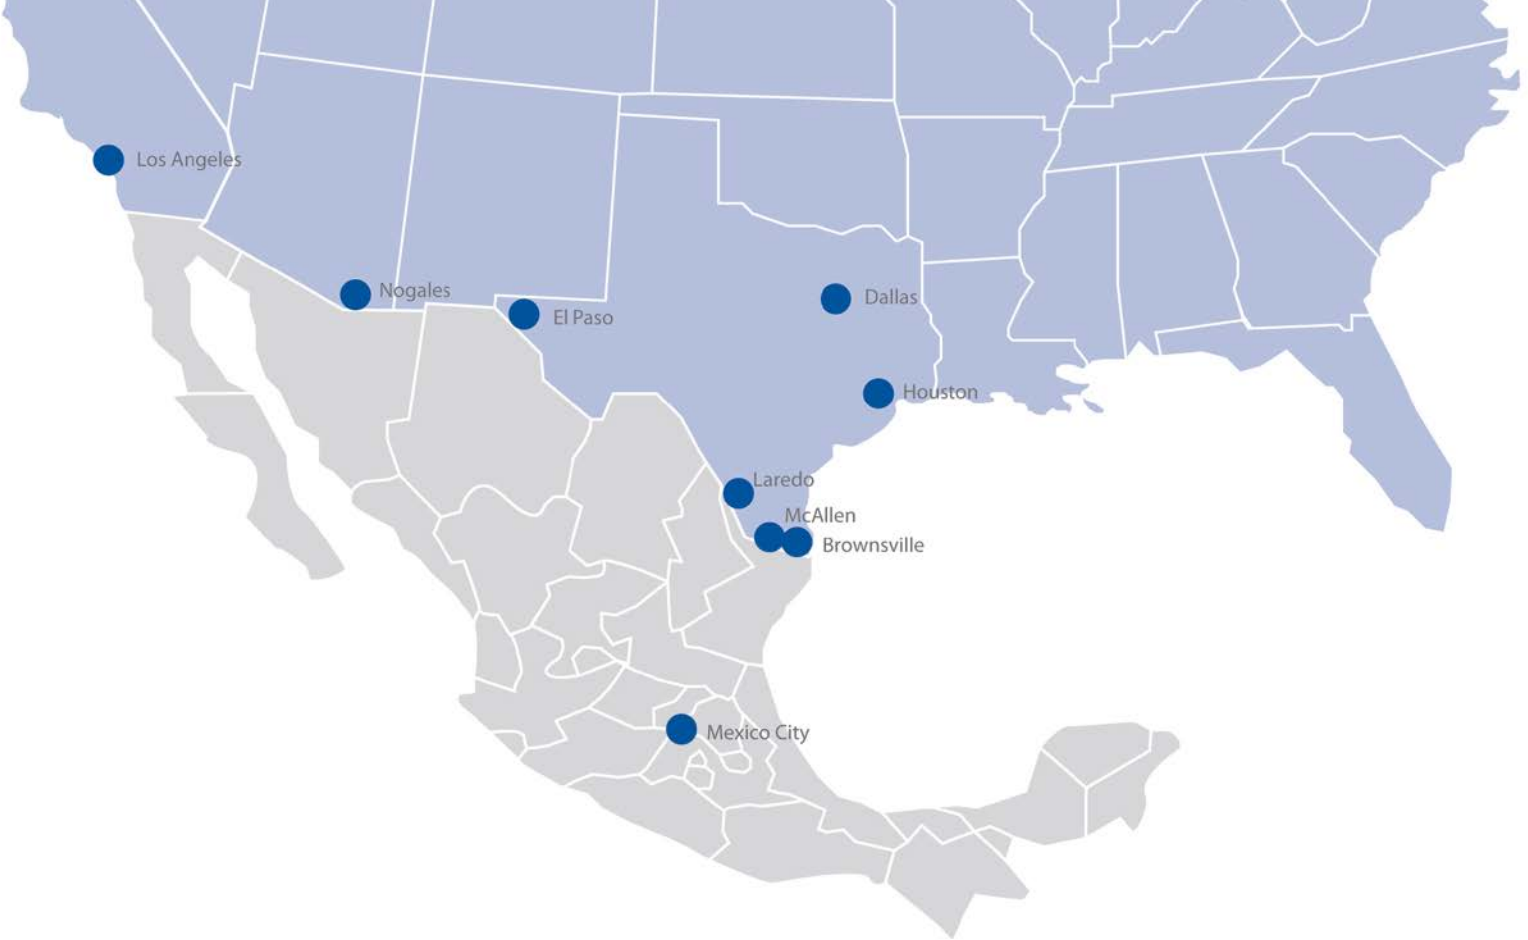 Los Angeles
Nogales
El Paso
Dallas
Houston
Laredo
McAllen
Brownsville
Mexico City